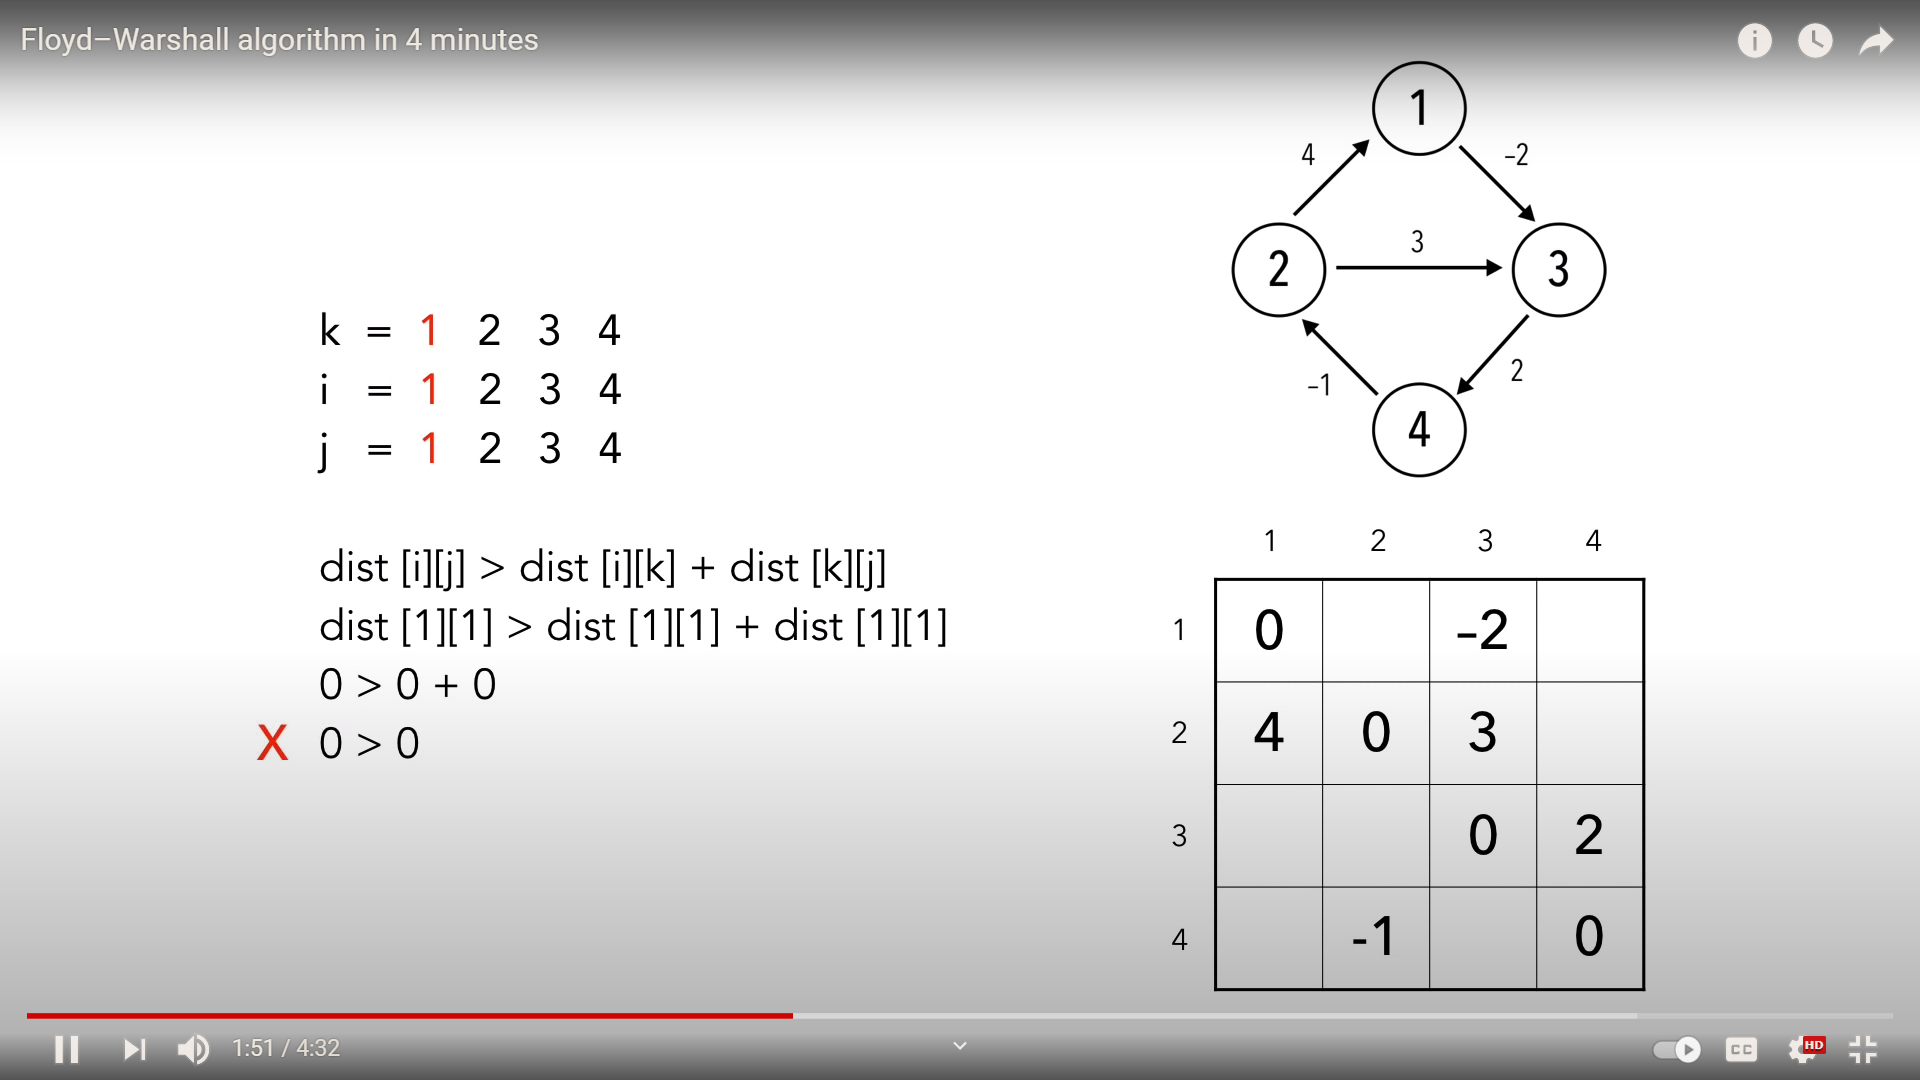 Floyd–Warshall algorithm in 4 minutes
1
4 –2
3
2 3
–1 2
4
k = 1 2 3 4
i = 1 2 3 4
j = 1 2 3 4
dist [i][j] > dist [i][k] + dist [k][j]
dist [1][1] > dist [1][1] + dist [1][1]
0 > 0 + 0
X 0 > 0
1 2 3 4
1 0 –2
2 4 0 3
3 0 2
4 -1 0
1:51 / 4:32
CC
HD